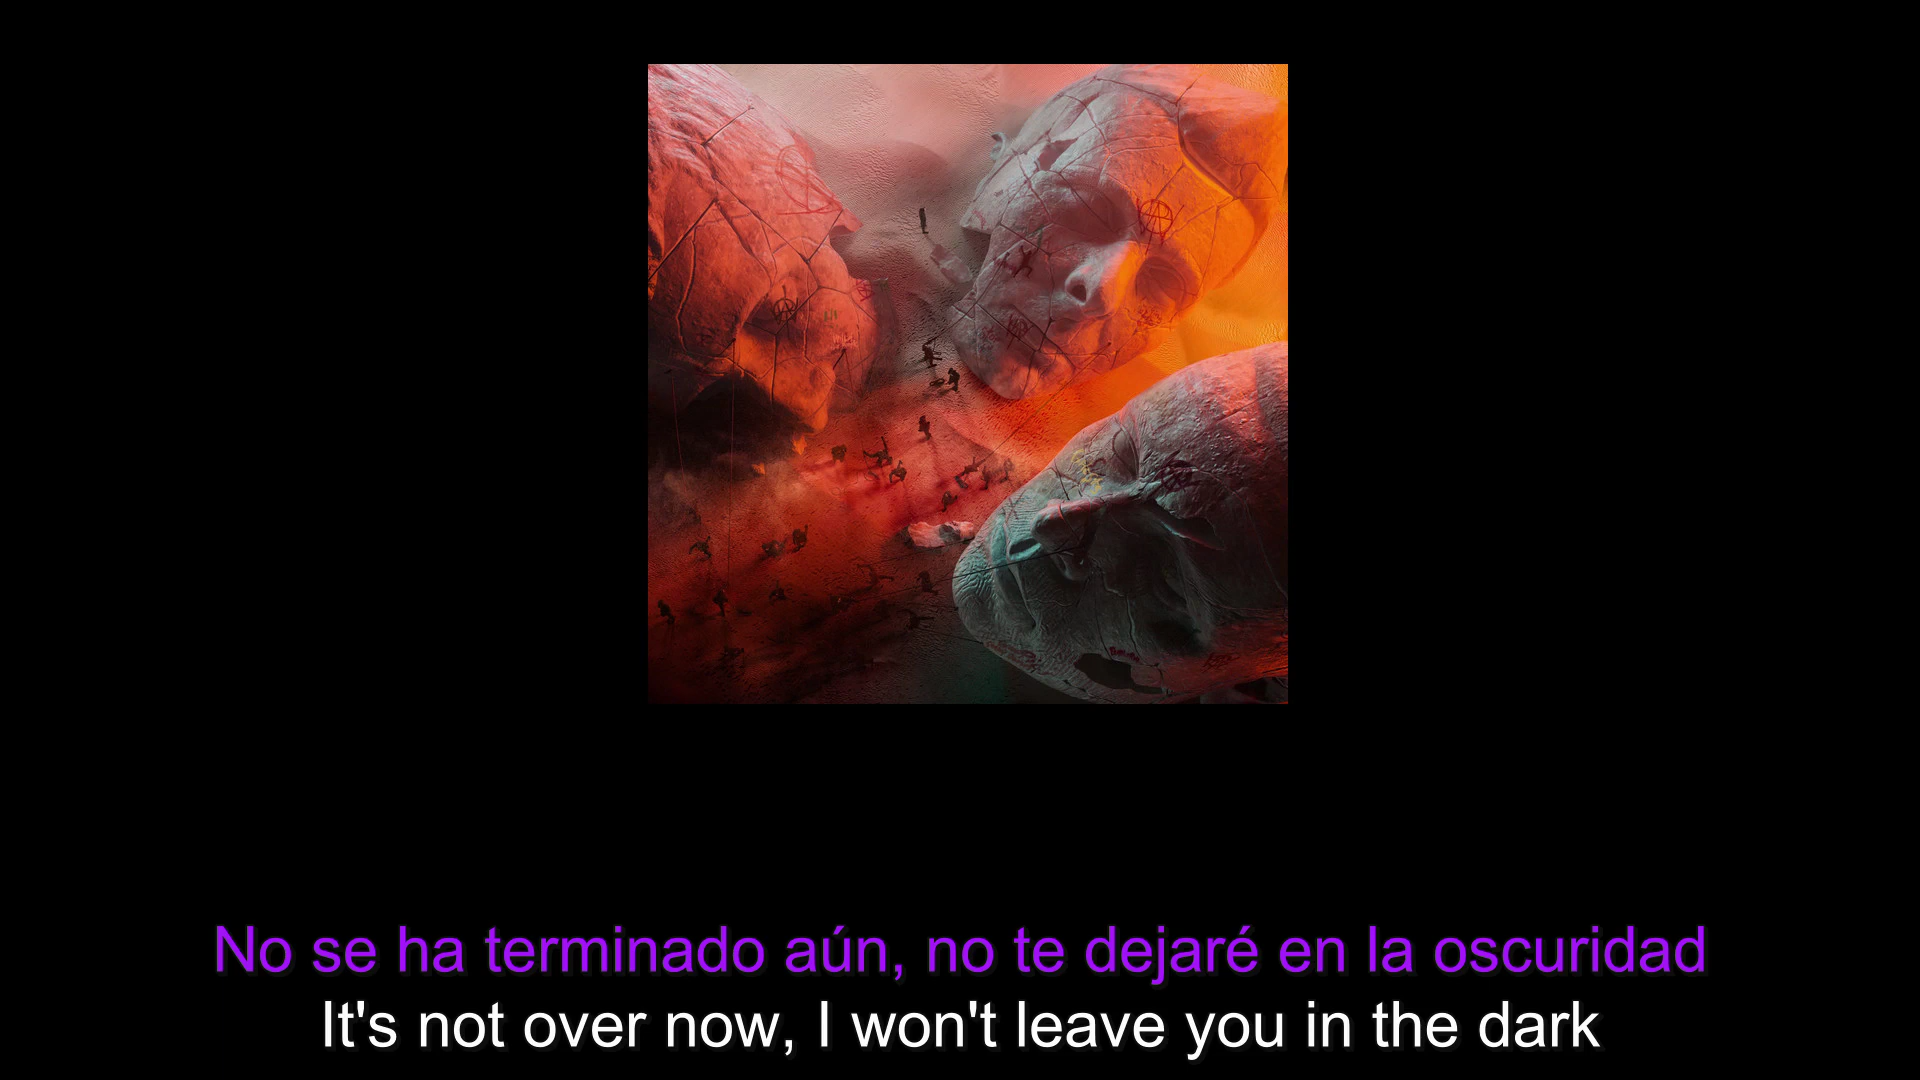 No se ha terminado aún, no te dejaré en la oscuridad
It's not over now, I won't leave you in the dark